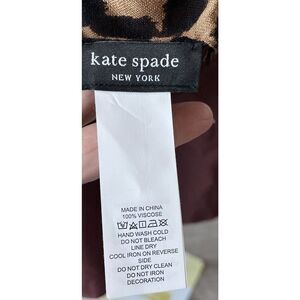 kate spade
NEW YORK
MADE IN CHINA
100% VISCOSE
HAND WASH COLD
DO NOT BLEACH
LINE DRY
COOL IRON ON REVERSE
SIDE
DO NOT DRY CLEAN
DO NOT IRON
DECORATION